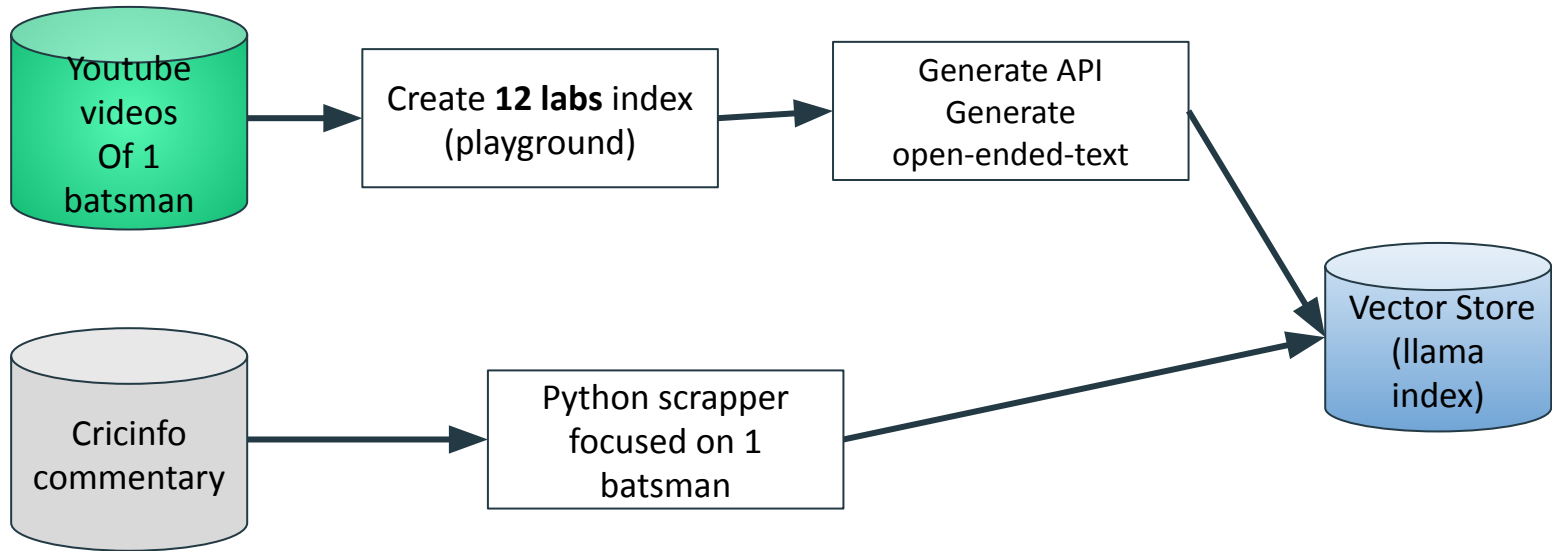 Youtube
videos
Of 1
batsman
Create 12 labs index
(playground)
Generate API
Generate
open-ended-text
Vector Store
(llama
index)
Cricinfo
commentary
Python scrapper
focused on 1
batsman